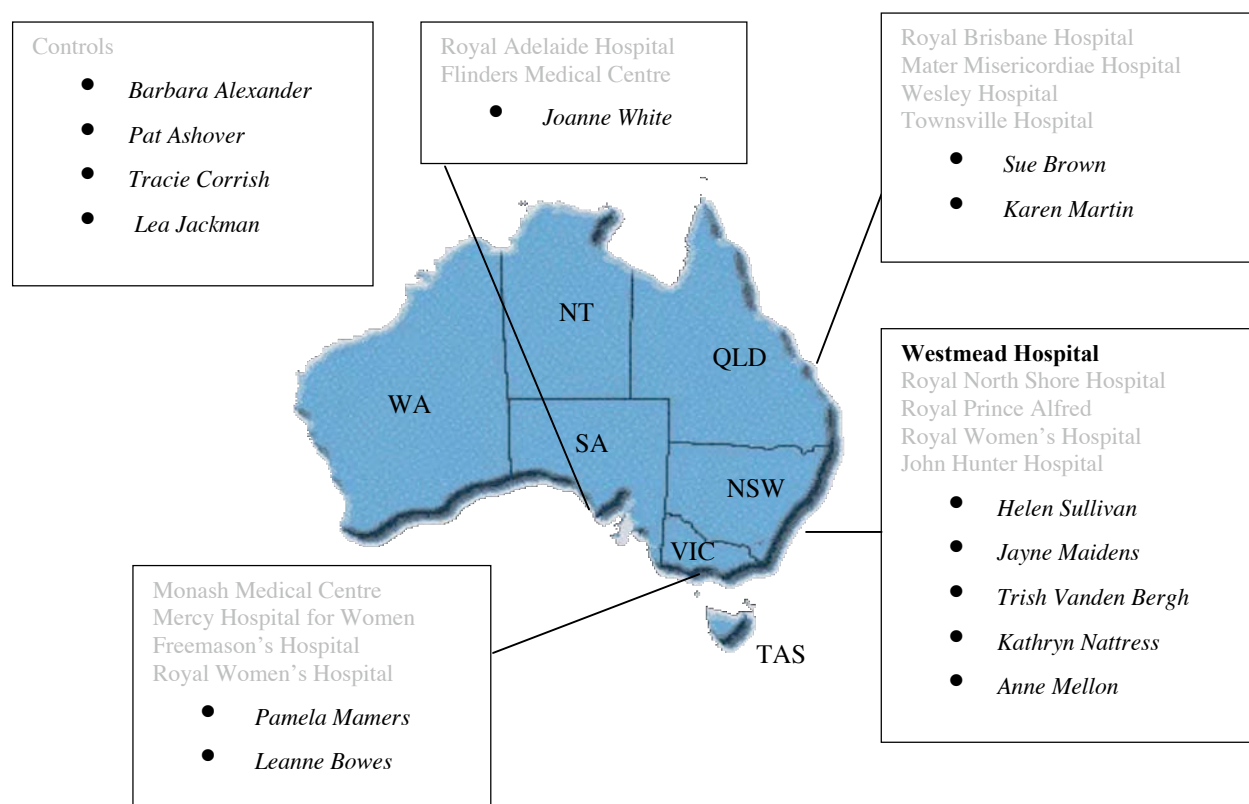 Controls
Barbara Alexander
Pat Ashover
Tracie Corrish
Lea Jackman
Royal Adelaide Hospital
Flinders Medical Centre
Joanne White
Royal Brisbane Hospital
Mater Misericordiae Hospital
Wesley Hospital
Townsville Hospital
Sue Brown
Karen Martin
NT
QLD
WA
SA
NSW
VIC
TAS
Westmead Hospital
Royal North Shore Hospital
Royal Prince Alfred
Royal Women’s Hospital
John Hunter Hospital
Helen Sullivan
Jayne Maidens
Trish Vanden Bergh
Kathryn Nattress
Anne Mellon
Monash Medical Centre
Mercy Hospital for Women
Freemason’s Hospital
Royal Women’s Hospital
Pamela Mamers
Leanne Bowes